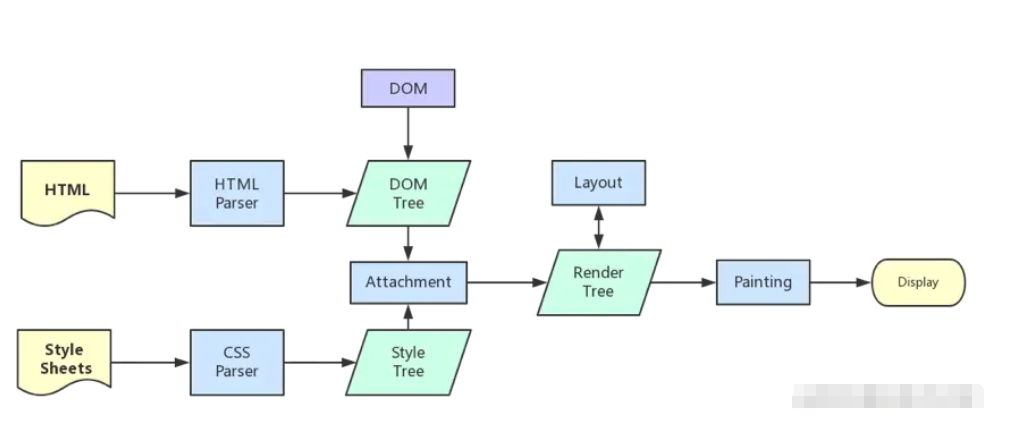 DOM
HTML
HTML
Parser
DOM
Tree
Layout
Attachment
Render
Tree
Painting
Display
Style
Sheets
CSS
Parser
Style
Tree